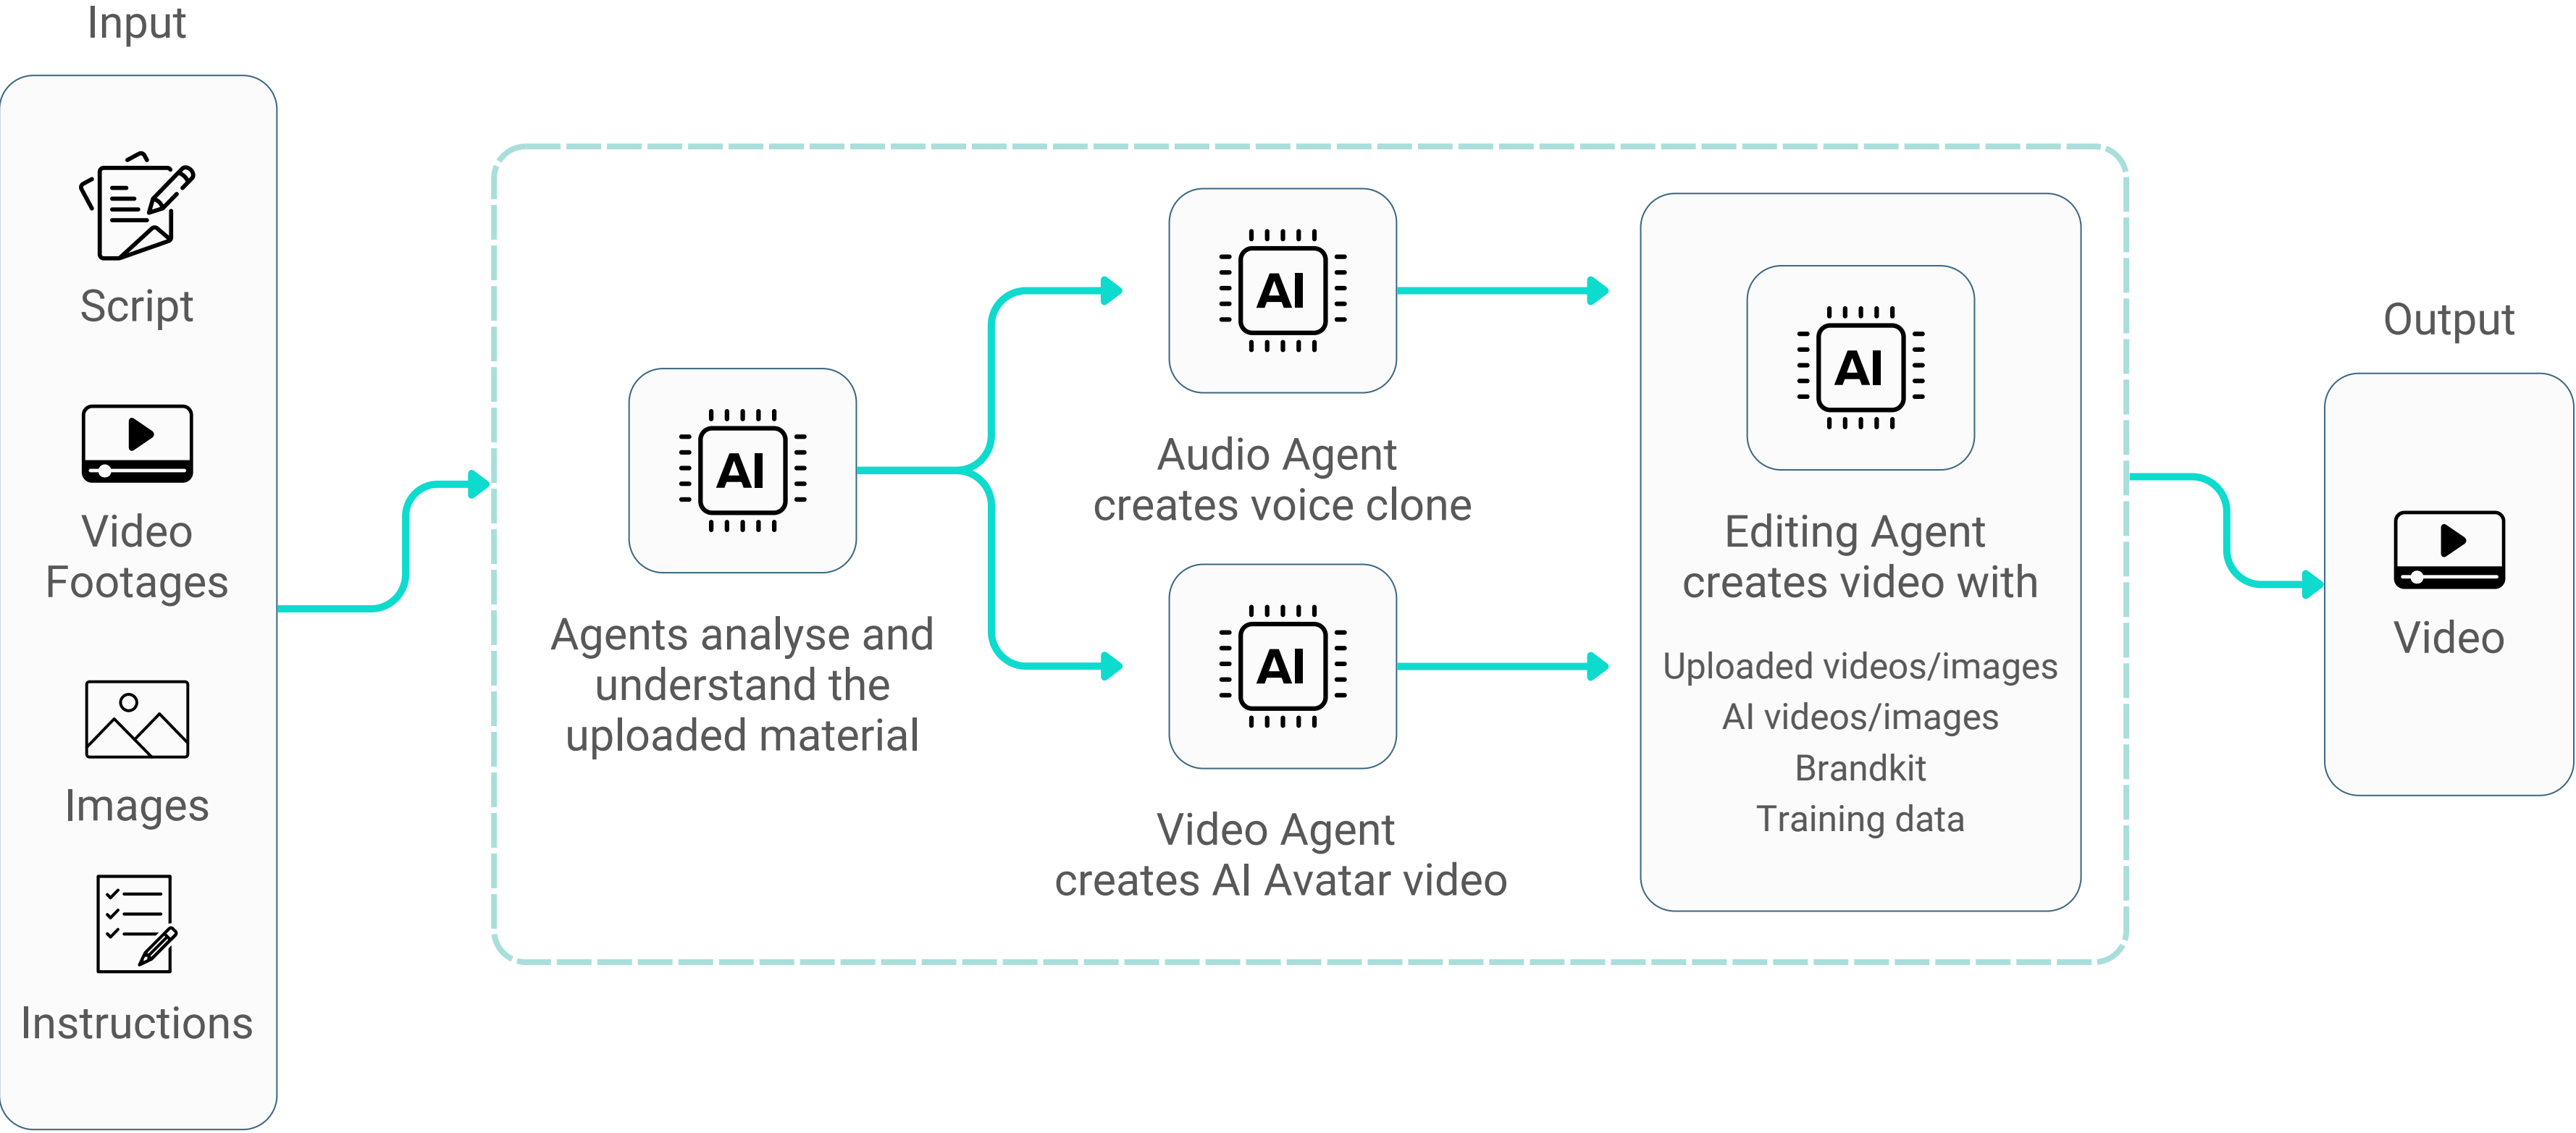 Input
Script
Video
Footages
Images
Instructions
AI
Agents analyse and
understand the
uploaded material
AI
Audio Agent
creates voice clone
AI
Video Agent
creates AI Avatar video
AI
Editing Agent
creates video with
Uploaded videos/images
AI videos/images
Brandkit
Training data
Output
Video